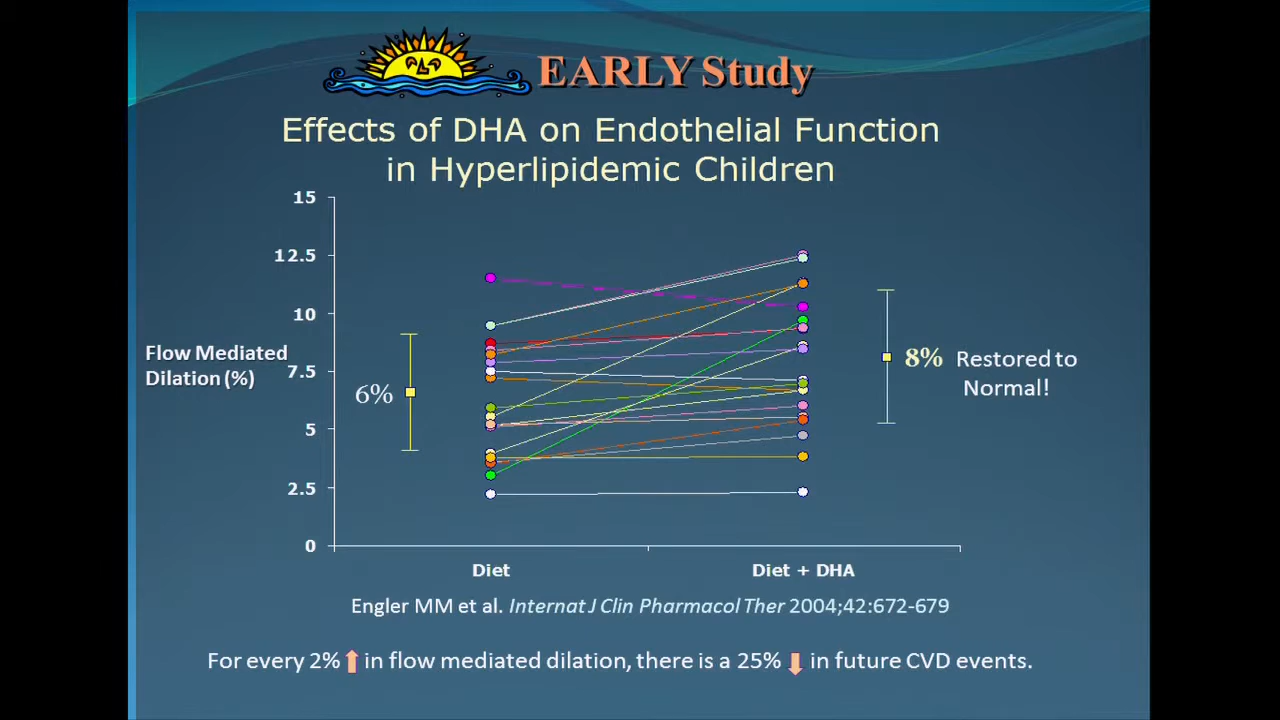 EARLY Study
Effects of DHA on Endothelial Function
in Hyperlipidemic Children
15
12.5
10
7.5
5
2.5
0
Flow Mediated
Dilation (%)
6%
8% Restored to
Normal!
Diet
Diet + DHA
Engler MM et al. Internat J Clin Pharmacol Ther 2004;42:672-679
For every 2% in flow mediated dilation, there is a 25% in future CVD events.